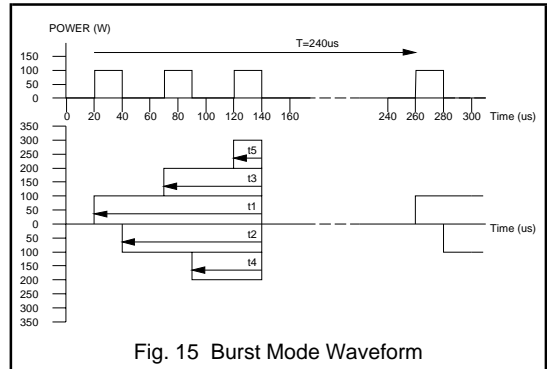 POWER (W)
T=240us
150
100
50
0
0 20 40 60 80 100 120 140 160 240 260 280 300 Time (us)
350
300
250
200
150
100
50
0
50
100
150
200
250
300
350
t5
t3
t1
Time (us)
t2
t4
Fig. 15 Burst Mode Waveform